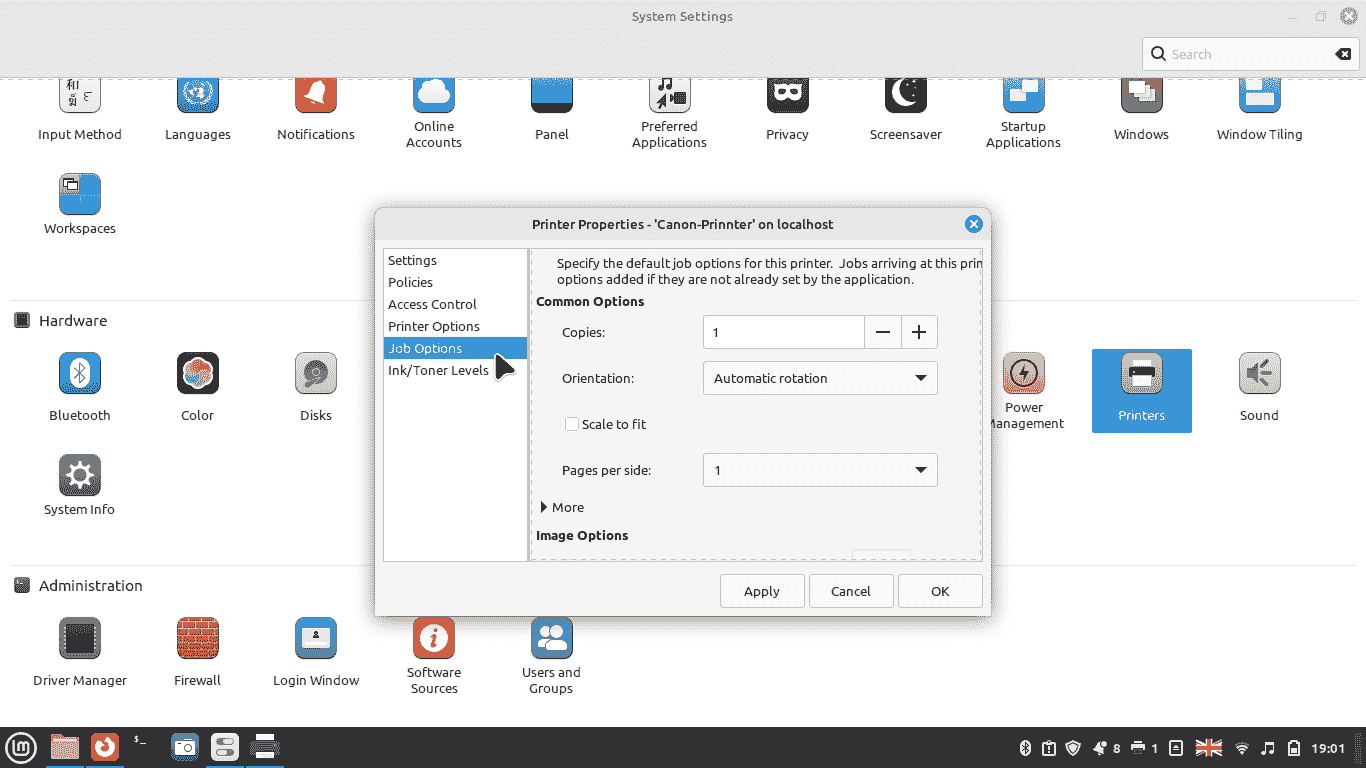 System Settings
Search
Input Method
Languages
Notifications
Online
Accounts
Panel
Preferred
Applications
Privacy
Screensaver
Startup
Applications
Windows
Window Tiling
Workspaces
Printer Properties - 'Canon-Prinnter' on localhost
Settings
Policies
Access Control
Printer Options
Job Options
Ink/Toner Levels
Specify the default job options for this printer. Jobs arriving at this prin
options added if they are not already set by the application.
Common Options
Copies:
1
Orientation:
Automatic rotation
Scale to fit
Pages per side:
1
More
Image Options
Apply
Cancel
OK
Hardware
Bluetooth
Color
Disks
Power
Management
Printers
Sound
System Info
Administration
Driver Manager
Firewall
Login Window
Software
Sources
Users and
Groups
8
1
19:01